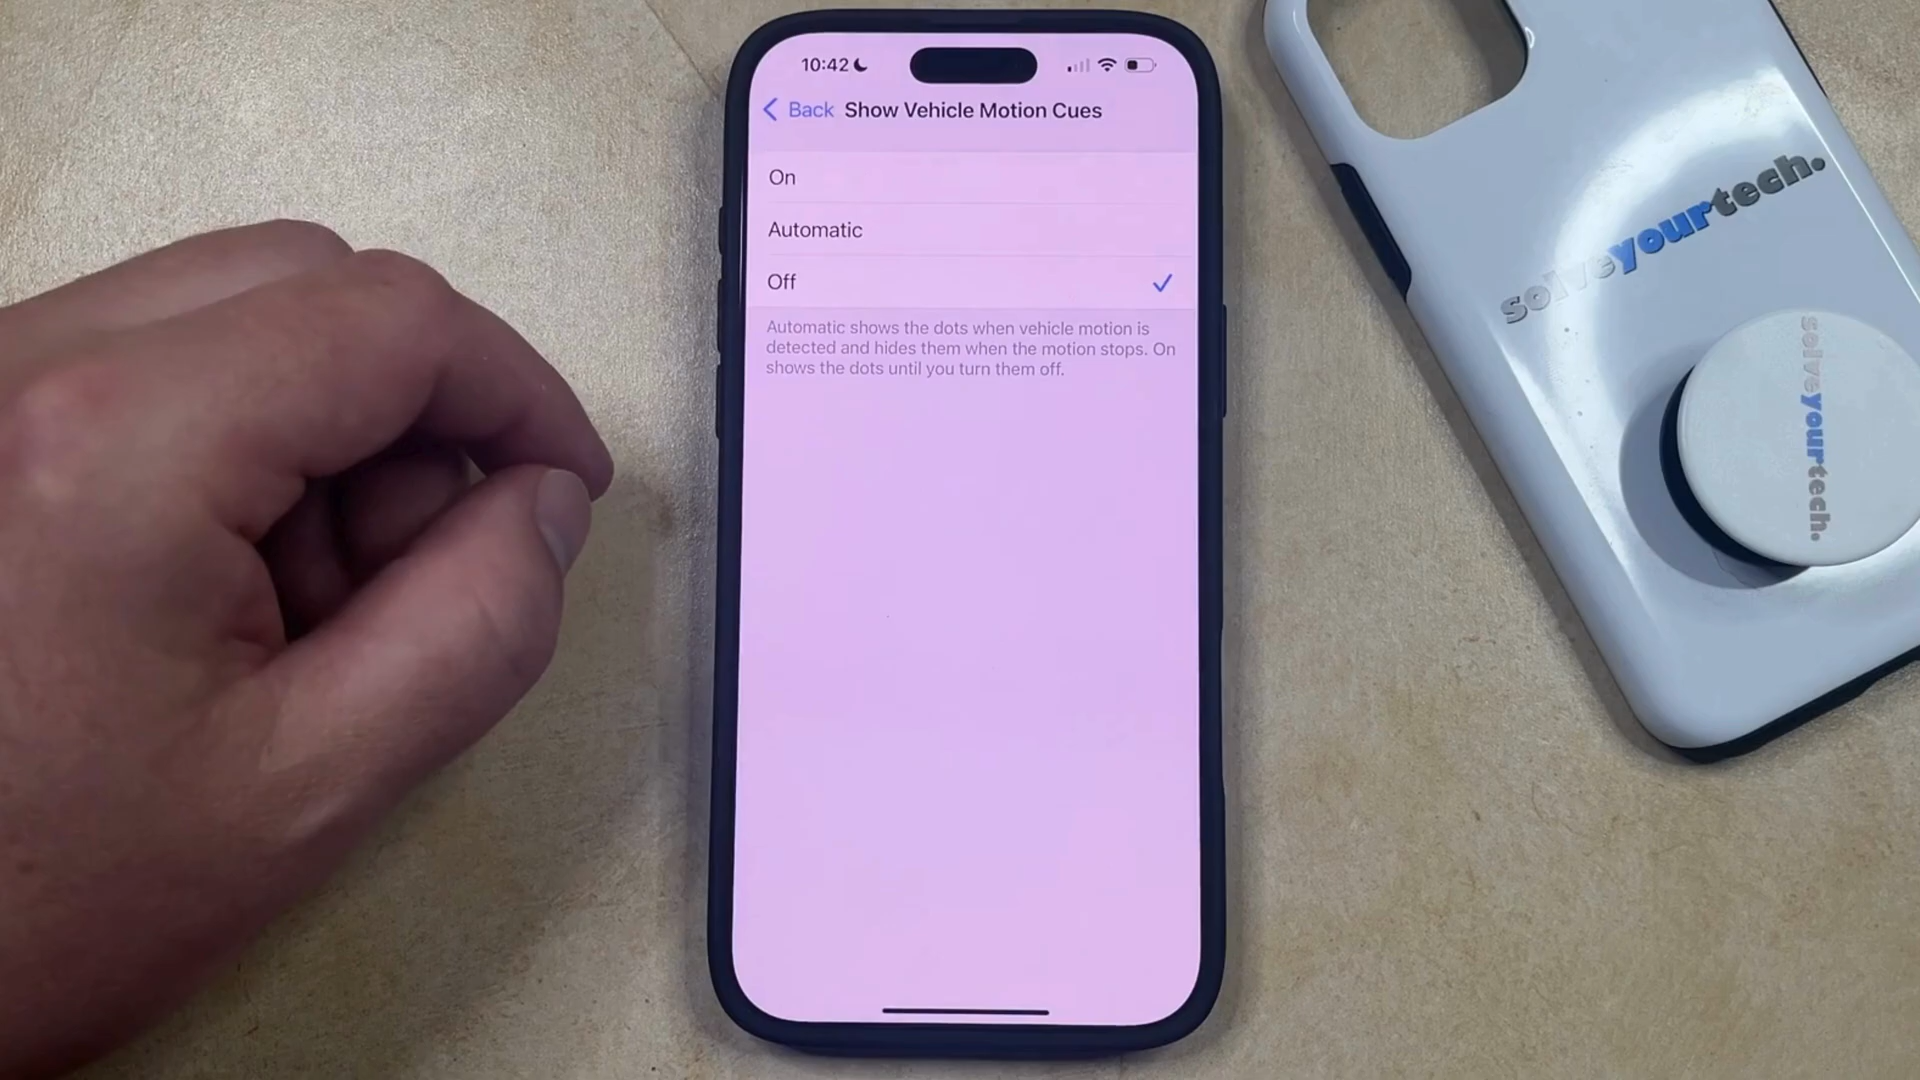 10:42
Back Show Vehicle Motion Cues
On
Automatic
Off
Automatic shows the dots when vehicle motion is
detected and hides them when the motion stops. On
shows the dots until you turn them off.
solveyourtech.
solveyourtech.